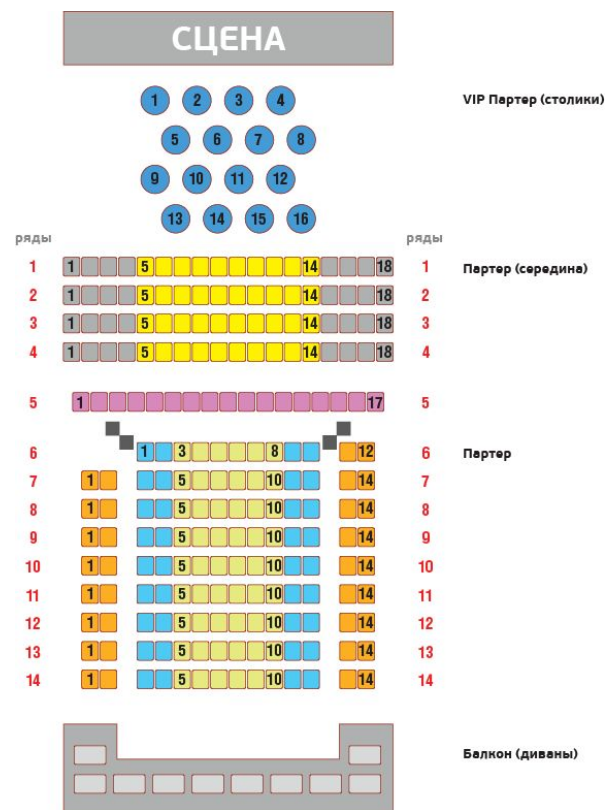 СЦЕНА
1 2 3 4 VIP Партер (столики)
5 6 7 8
9 10 11 12
13 14 15 16
ряды ряды
1 1 5 14 18 1 Партер (середина)
2 1 5 14 18 2
3 1 5 14 18 3
4 1 5 14 18 4
5 1 17 5
6 1 3 8 12 6 Партер
7 1 5 10 14 7
8 1 5 10 14 8
9 1 5 10 14 9
10 1 5 10 14 10
11 1 5 10 14 11
12 1 5 10 14 12
13 1 5 10 14 13
14 1 5 10 14 14
Балкон (диваны)